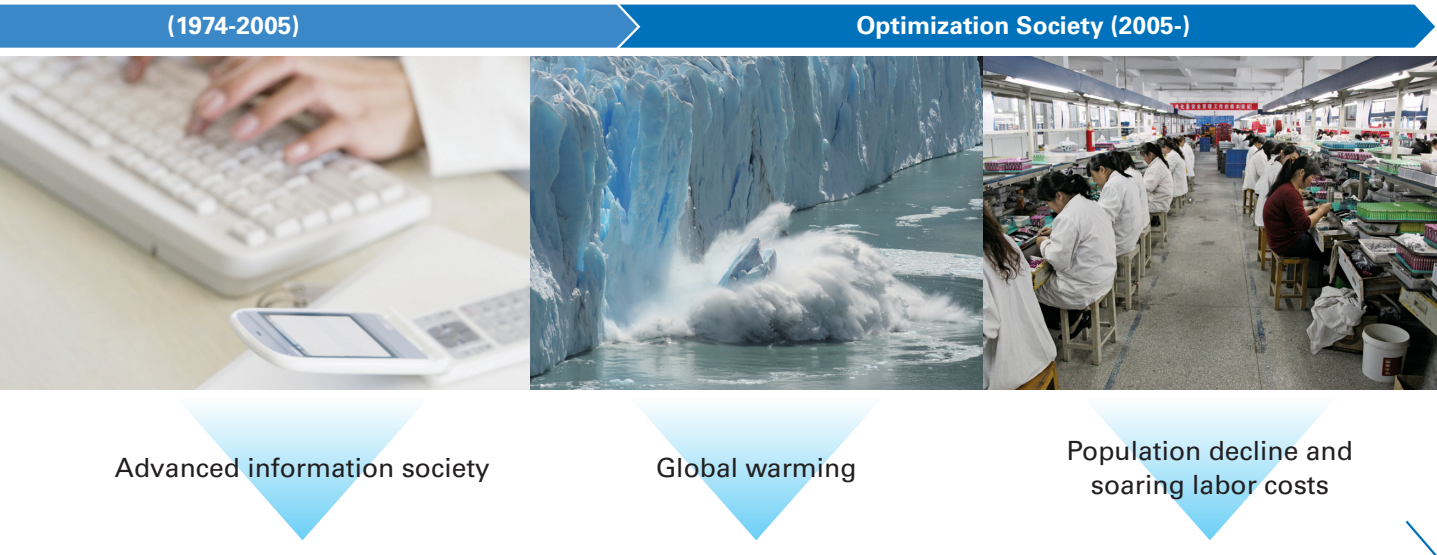 (1974-2005)
Optimization Society (2005-)
Advanced information society
Global warming
Population decline and
soaring labor costs